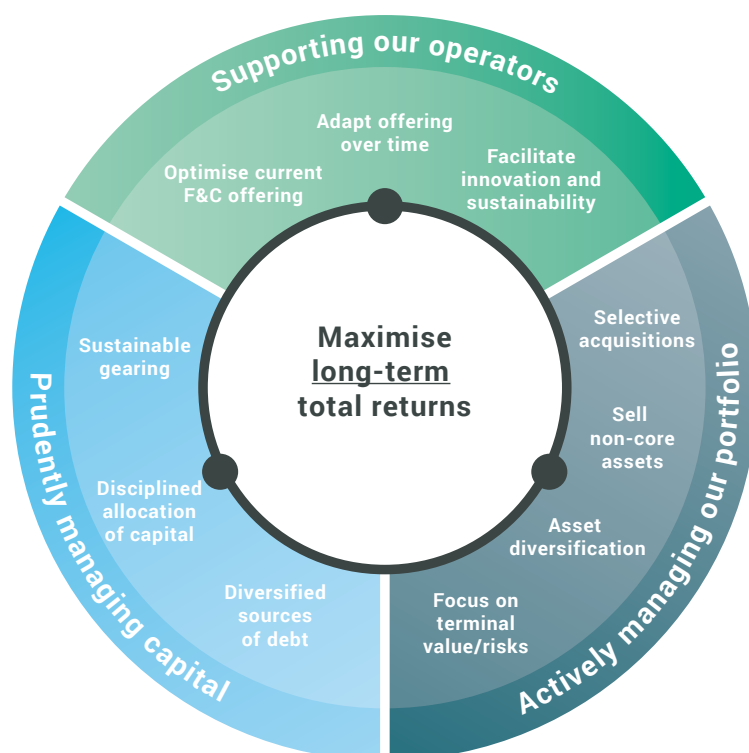 Supporting our operators
Adapt offering
over time
Optimise current
F&C offering
Facilitate
innovation and
sustainability
Maximise
long-term
total returns
Prudently managing capital
Sustainable
gearing
Disciplined
allocation
of capital
Diversified
sources
of debt
Actively managing our portfolio
Selective
acquisitions
Sell
non-core
assets
Asset
diversification
Focus on
terminal
value/risks